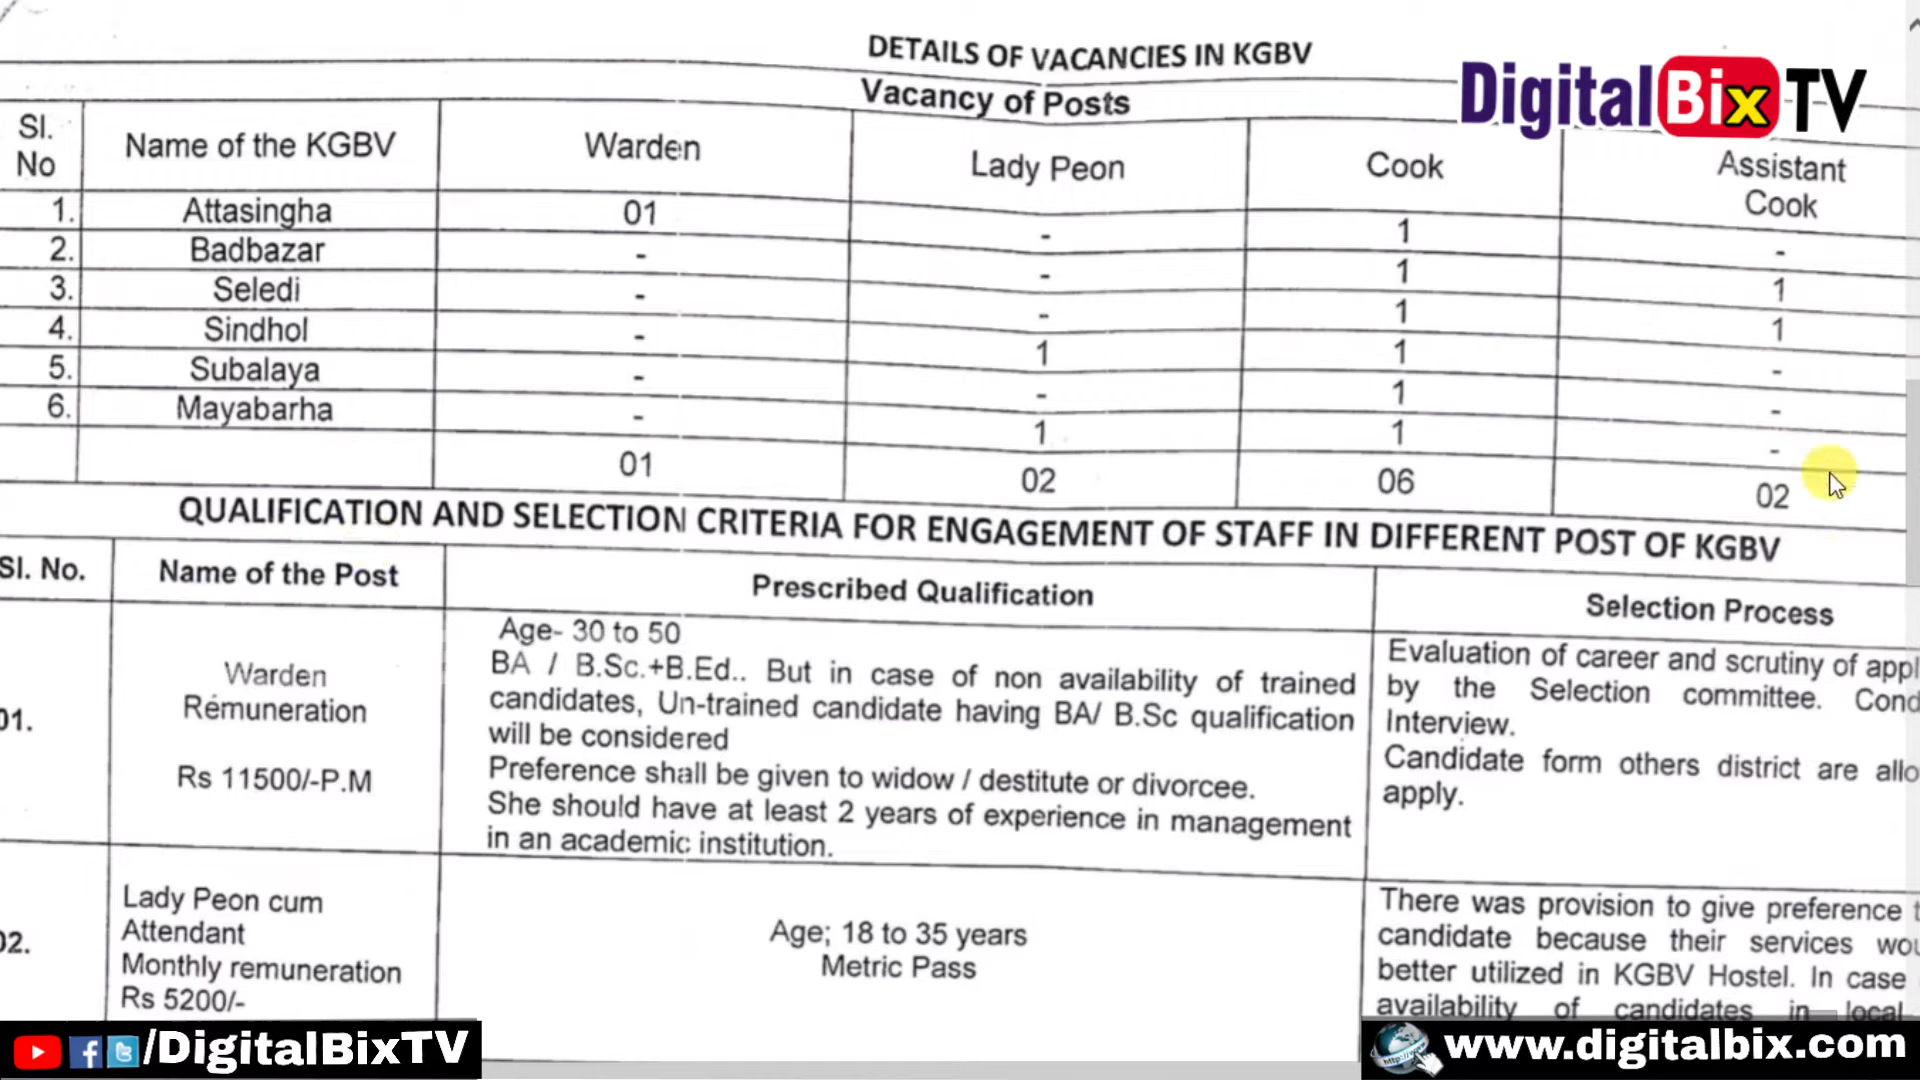 DETAILS OF VACANCIES IN KGBV
Vacancy of Posts
DigitalBixTV
Sl. No Name of the KGBV Warden Lady Peon Cook Assistant Cook
1. Attasingha 01 - 1 -
2. Badbazar - - 1 1
3. Seledi - - 1 1
4. Sindhol - 1 1 -
5. Subalaya - - 1 -
6. Mayabarha - 1 1 -
01 02 06 02
QUALIFICATION AND SELECTION CRITERIA FOR ENGAGEMENT OF STAFF IN DIFFERENT POST OF KGBV
Sl. No. Name of the Post Prescribed Qualification Selection Process
01.
Warden
Remuneration
Rs 11500/-P.M
Age- 30 to 50
BA / B.Sc.+B.Ed.. But in case of non availability of trained
candidates, Un-trained candidate having BA/ B.Sc qualification
will be considered
Preference shall be given to widow / destitute or divorcee.
She should have at least 2 years of experience in management
in an academic institution.
Evaluation of career and scrutiny of appl
by the Selection committee. Cond
Interview.
Candidate form others district are allo
apply.
02.
Lady Peon cum
Attendant
Monthly remuneration
Rs 5200/-
Age; 18 to 35 years
Metric Pass
There was provision to give preference t
candidate because their services wou
better utilized in KGBV Hostel. In case
availability of candidates in local
/DigitalBixTV
www.digitalbix.com